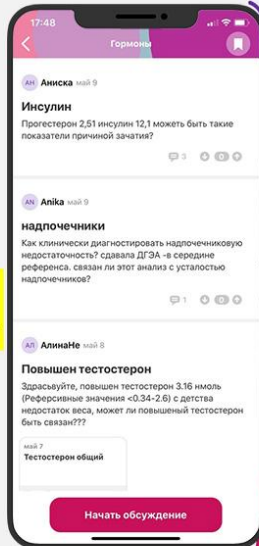 17:48
Гормоны
АН Аниска май 9
Инсулин
Прогестерон 2,51 инсулин 12,1 можеть быть такие
показатели причиной зачатия?
3 0
AN Anika май 9
надпочечники
Как клинически диагностировать надпочечниковую
недостаточность? сдавала ДГЭА -в середине
референса. связан ли этот анализ с усталостью
надпочечников?
1 0
АЛ АлинаНе май 8
Повышен тестостерон
Здрасьвуйте, повышен тестостерон 3.16 нмоль
(Реферсивные значения <0.34-2.6) с детства
недостаток веса, может ли повышеный тестостерон
быть связан???
май 7
Тестостерон общий
Начать обсуждение